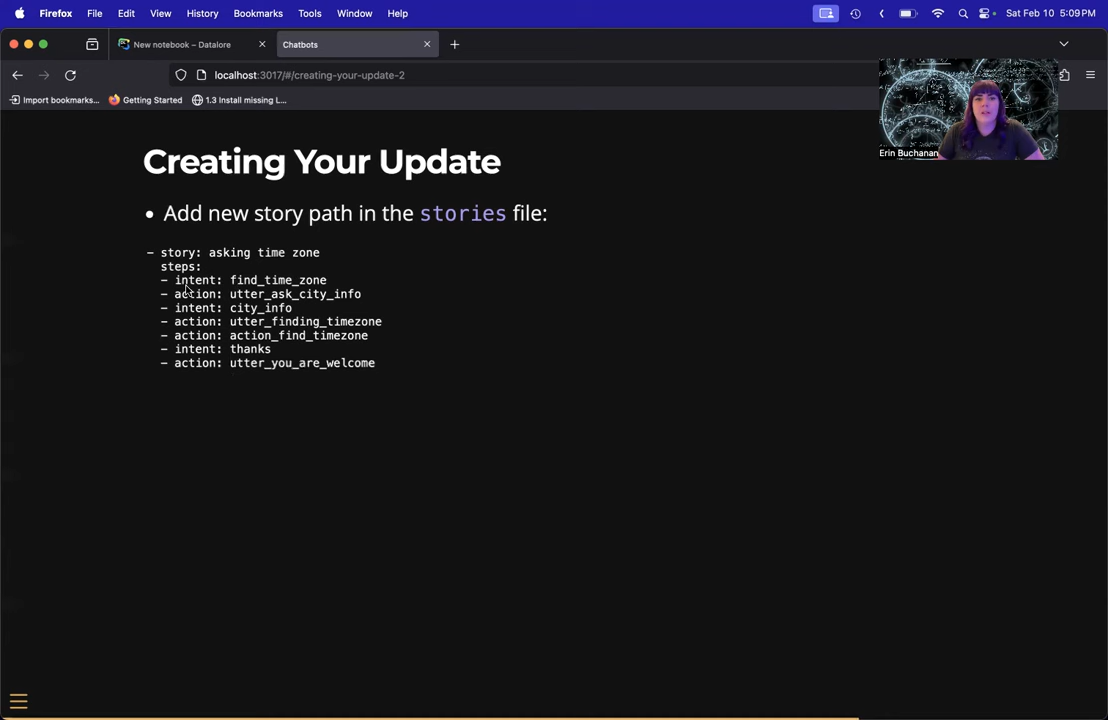 Firefox File Edit View History Bookmarks Tools Window Help Sat Feb 10 5:09 PM
New notebook – Datalore
Chatbots
localhost:3017/#/creating-your-update-2
Import bookmarks... Getting Started 1.3 Install missing L...
Erin Buchanan
Creating Your Update
• Add new story path in the stories file:
- story: asking time zone
steps:
- intent: find_time_zone
- action: utter_ask_city_info
- intent: city_info
- action: utter_finding_timezone
- action: action_find_timezone
- intent: thanks
- action: utter_you_are_welcome